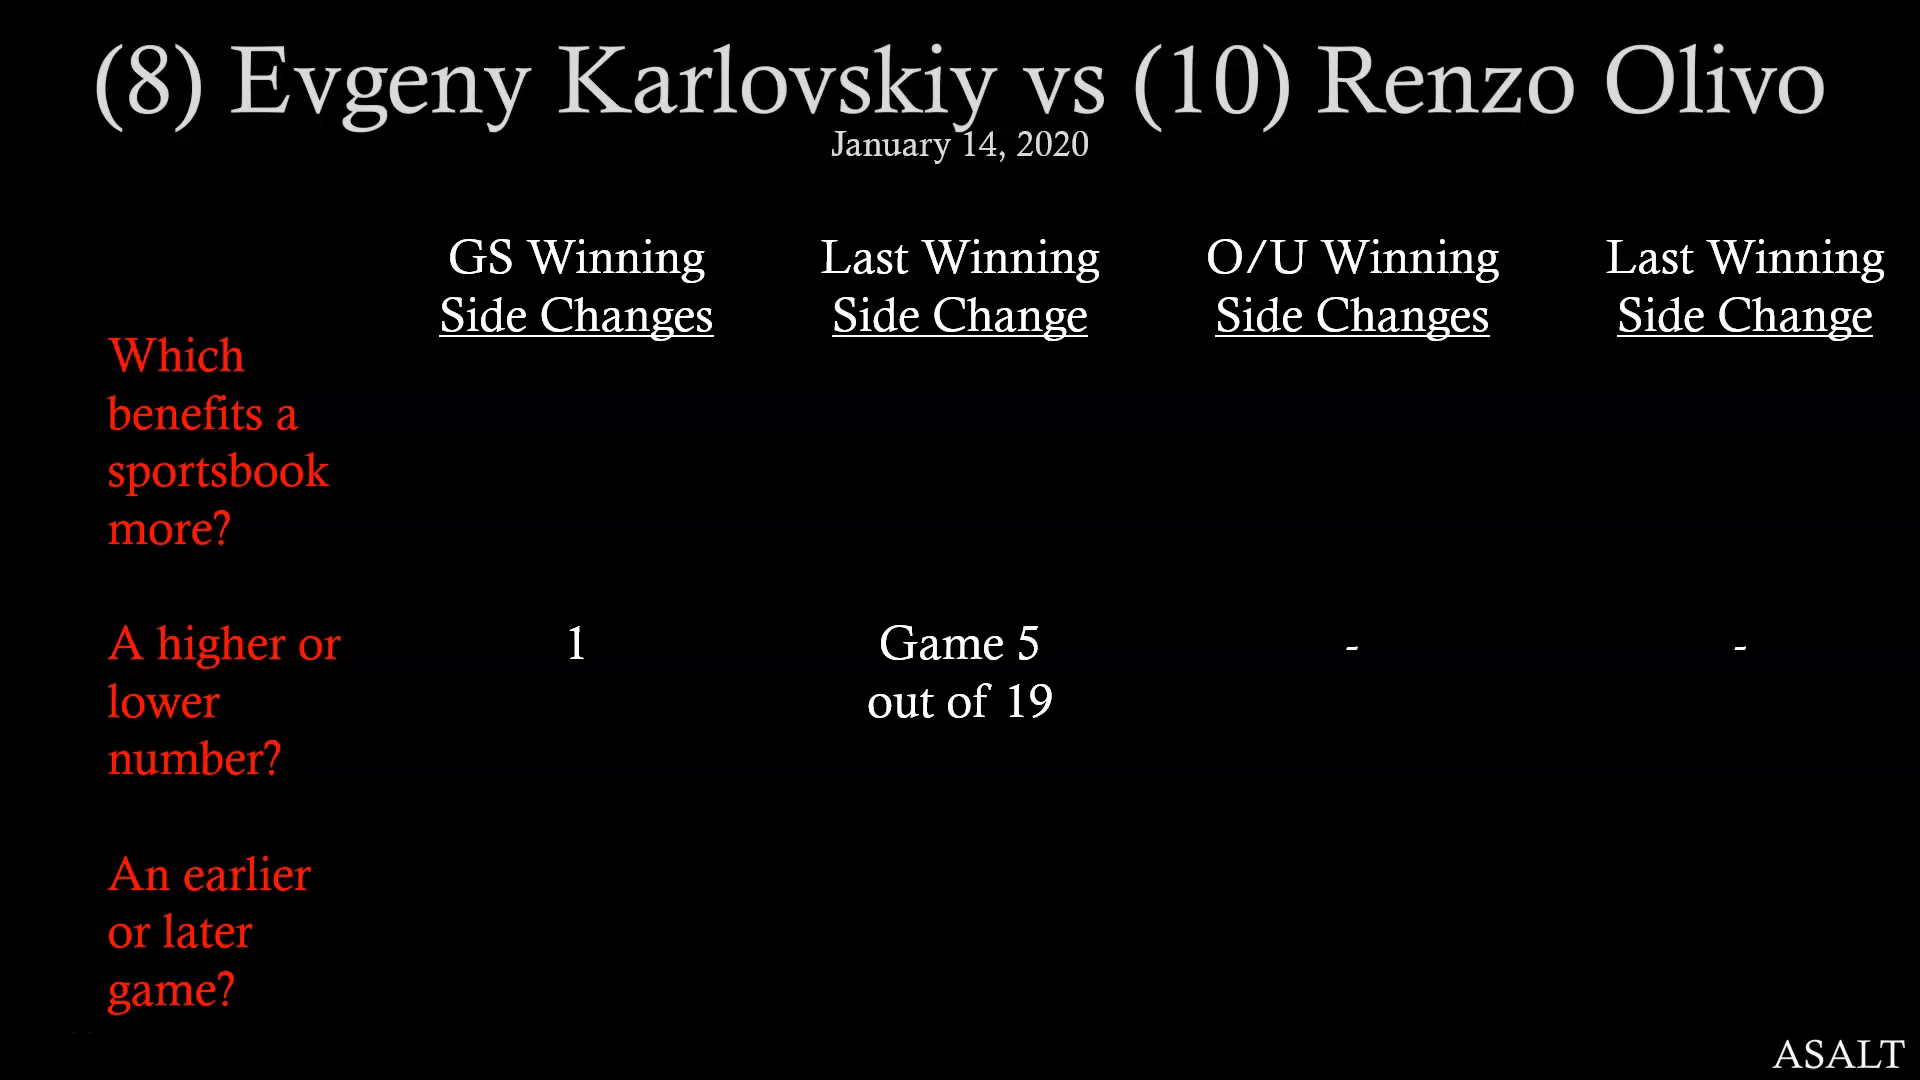 (8) Evgeny Karlovskiy vs (10) Renzo Olivo
January 14, 2020
GS Winning
Side Changes
Last Winning
Side Change
O/U Winning
Side Changes
Last Winning
Side Change
Which
benefits a
sportsbook
more?
A higher or
lower
number?
1
Game 5
out of 19
-
-
An earlier
or later
game?
ASALT